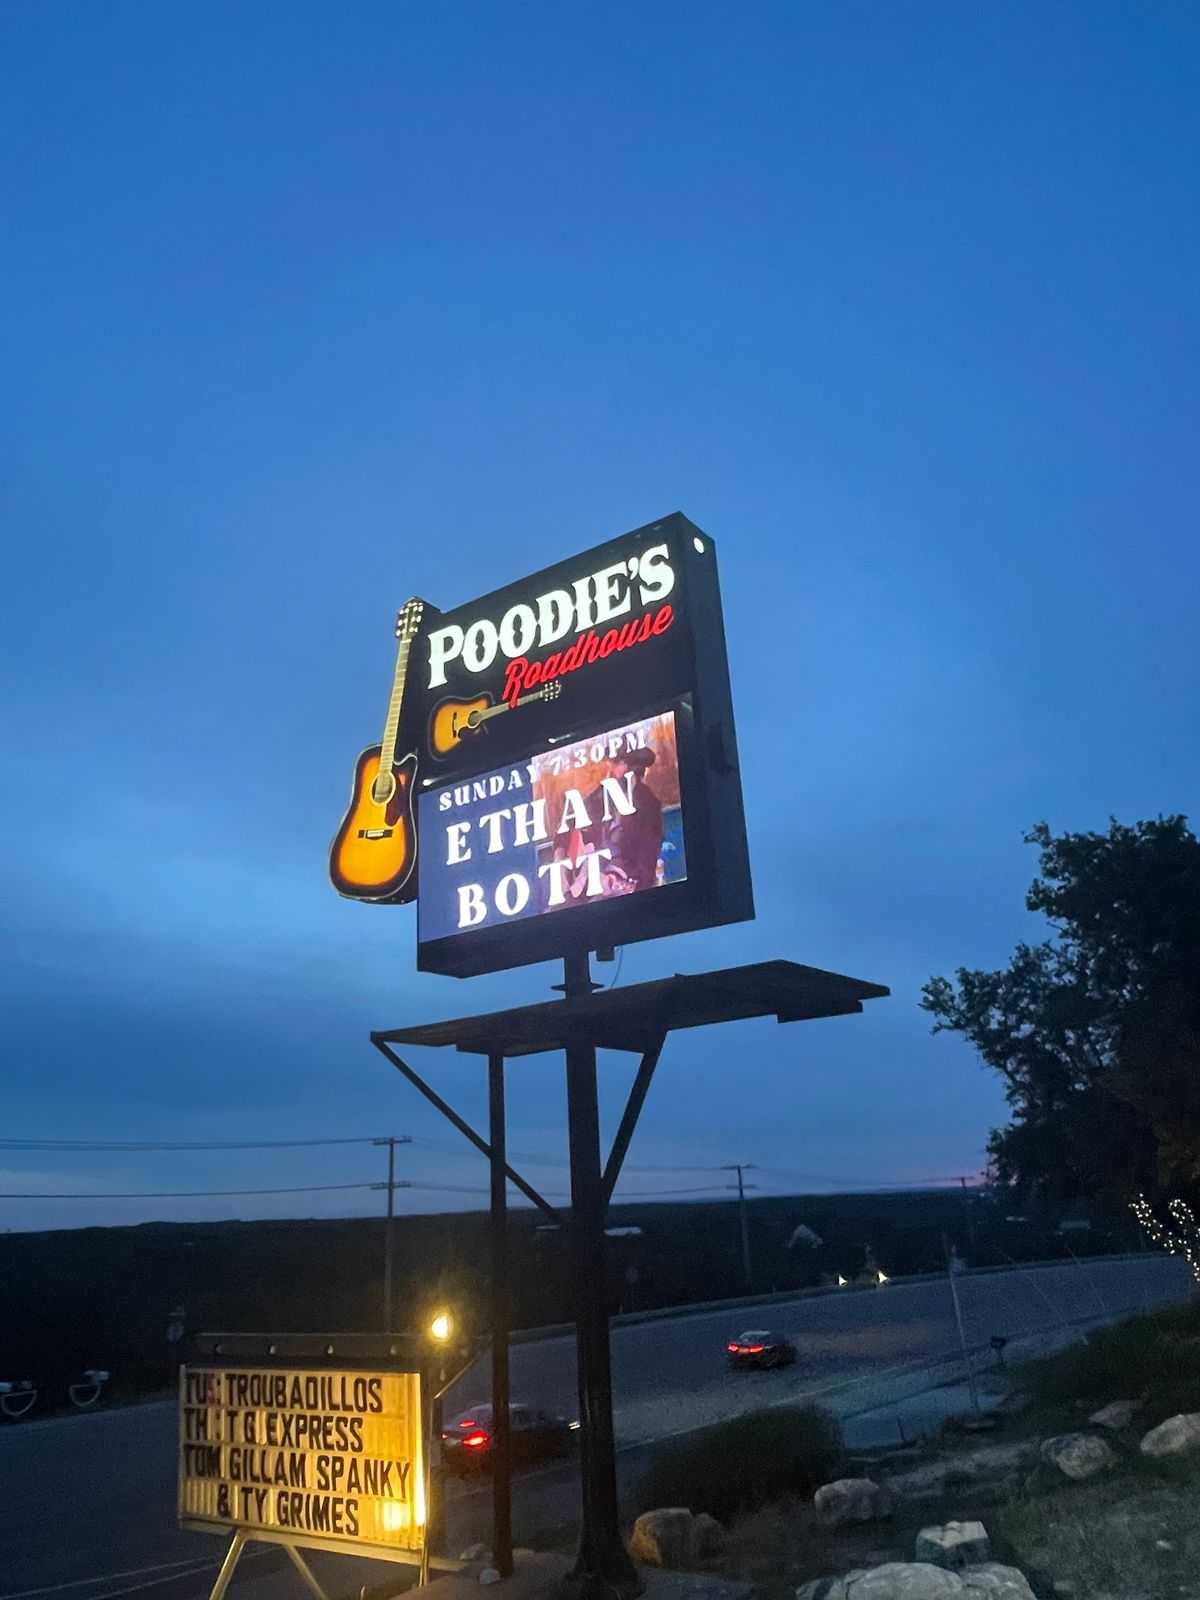 POODIE'S
Roadhouse
SUNDAY 7:30PM
ETHAN
BOTT
TUS: TROUBADILLOS
TH : T G EXPRESS
TOM GILLAM SPANKY
& TY GRIMES